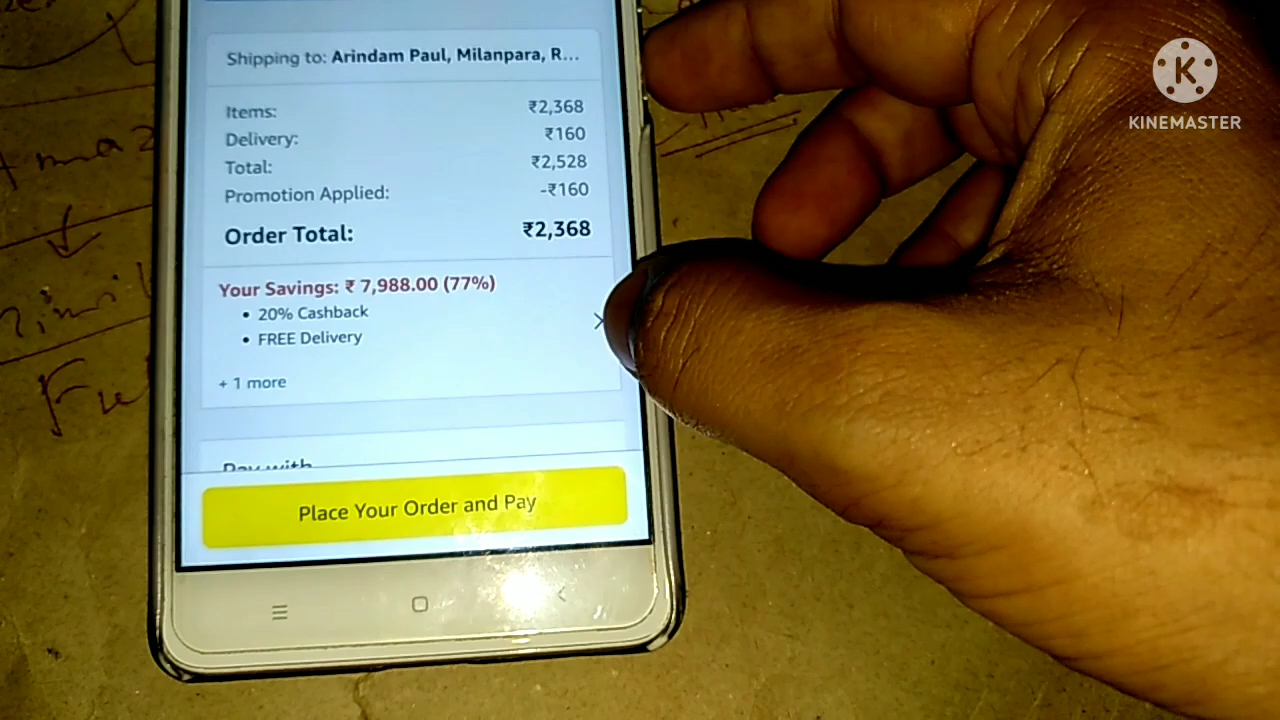 Shipping to: Arindam Paul, Milanpara, R...
Items: ₹2,368
Delivery: ₹160
Total: ₹2,528
Promotion Applied: -₹160
Order Total: ₹2,368
Your Savings: ₹ 7,988.00 (77%)
• 20% Cashback
• FREE Delivery
+ 1 more
Pay with
Place Your Order and Pay
KINEMASTER